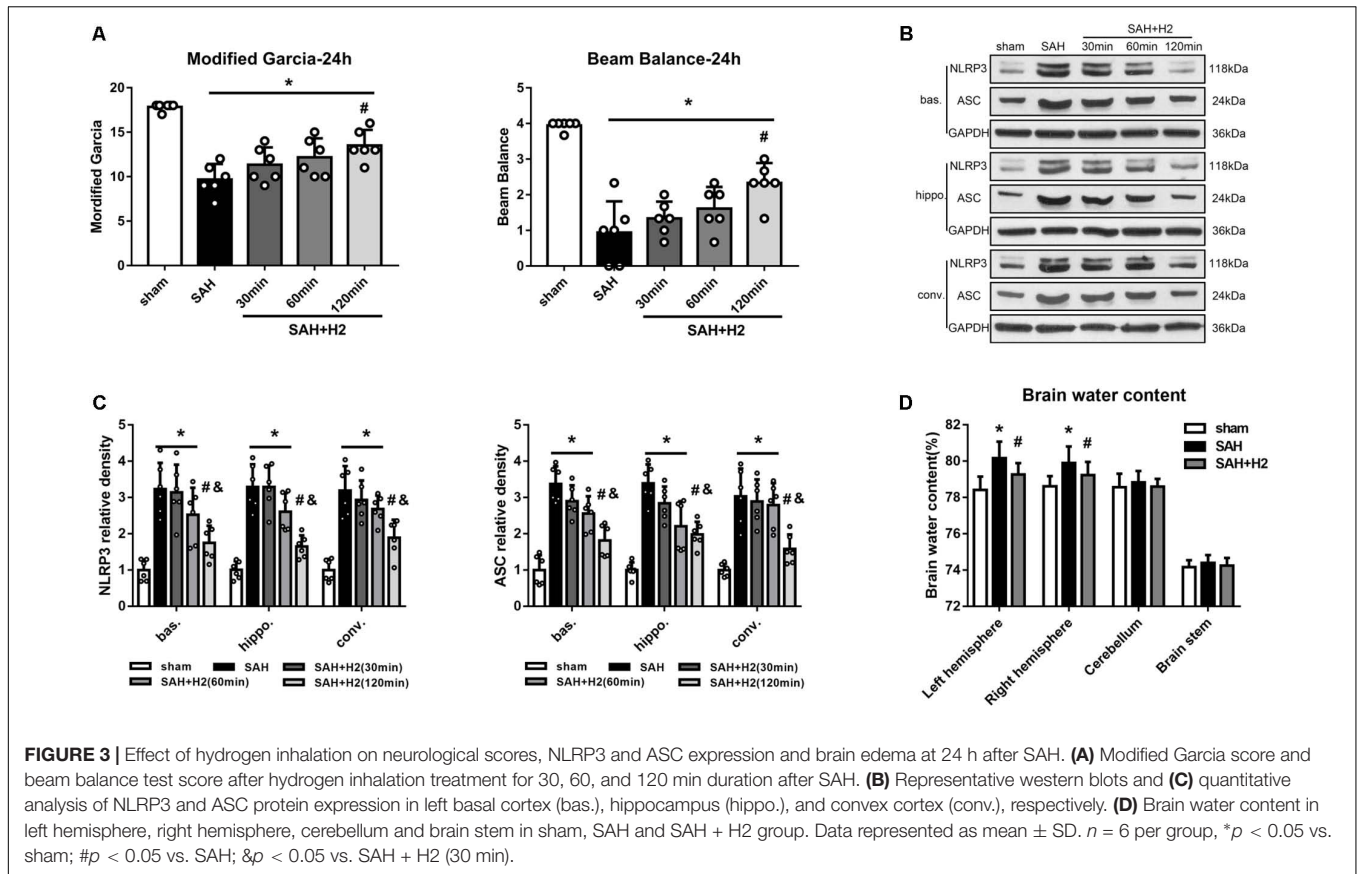 A
Modified Garcia-24h
Mordified Garcia
20
15
10
5
0
*
#
sham
SAH
30min
60min
120min
SAH+H2
Beam Balance-24h
Beam Balance
5
4
3
2
1
0
*
#
sham
SAH
30min
60min
120min
SAH+H2
B
SAH+H2
sham SAH 30min 60min 120min
bas.
NLRP3 118kDa
ASC 24kDa
GAPDH 36kDa
hippo.
NLRP3 118kDa
ASC 24kDa
GAPDH 36kDa
conv.
NLRP3 118kDa
ASC 24kDa
GAPDH 36kDa
C
NLRP3 relative density
5
4
3
2
1
0
* * *
#& #& #&
bas. hippo. conv.
sham SAH SAH+H2(30min)
SAH+H2(60min) SAH+H2(120min)
ASC relative density
5
4
3
2
1
0
* * *
#& #& #&
bas. hippo. conv.
sham SAH SAH+H2(30min)
SAH+H2(60min) SAH+H2(120min)
D
Brain water content
Brain water content(%)
82
80
78
76
74
72
* # * #
sham
SAH
SAH+H2
Left hemisphere
Right hemisphere
Cerebellum
Brain stem
FIGURE 3 | Effect of hydrogen inhalation on neurological scores, NLRP3 and ASC expression and brain edema at 24 h after SAH. (A) Modified Garcia score and
beam balance test score after hydrogen inhalation treatment for 30, 60, and 120 min duration after SAH. (B) Representative western blots and (C) quantitative
analysis of NLRP3 and ASC protein expression in left basal cortex (bas.), hippocampus (hippo.), and convex cortex (conv.), respectively. (D) Brain water content in
left hemisphere, right hemisphere, cerebellum and brain stem in sham, SAH and SAH + H2 group. Data represented as mean ± SD. n = 6 per group, *p < 0.05 vs.
sham; #p < 0.05 vs. SAH; &p < 0.05 vs. SAH + H2 (30 min).